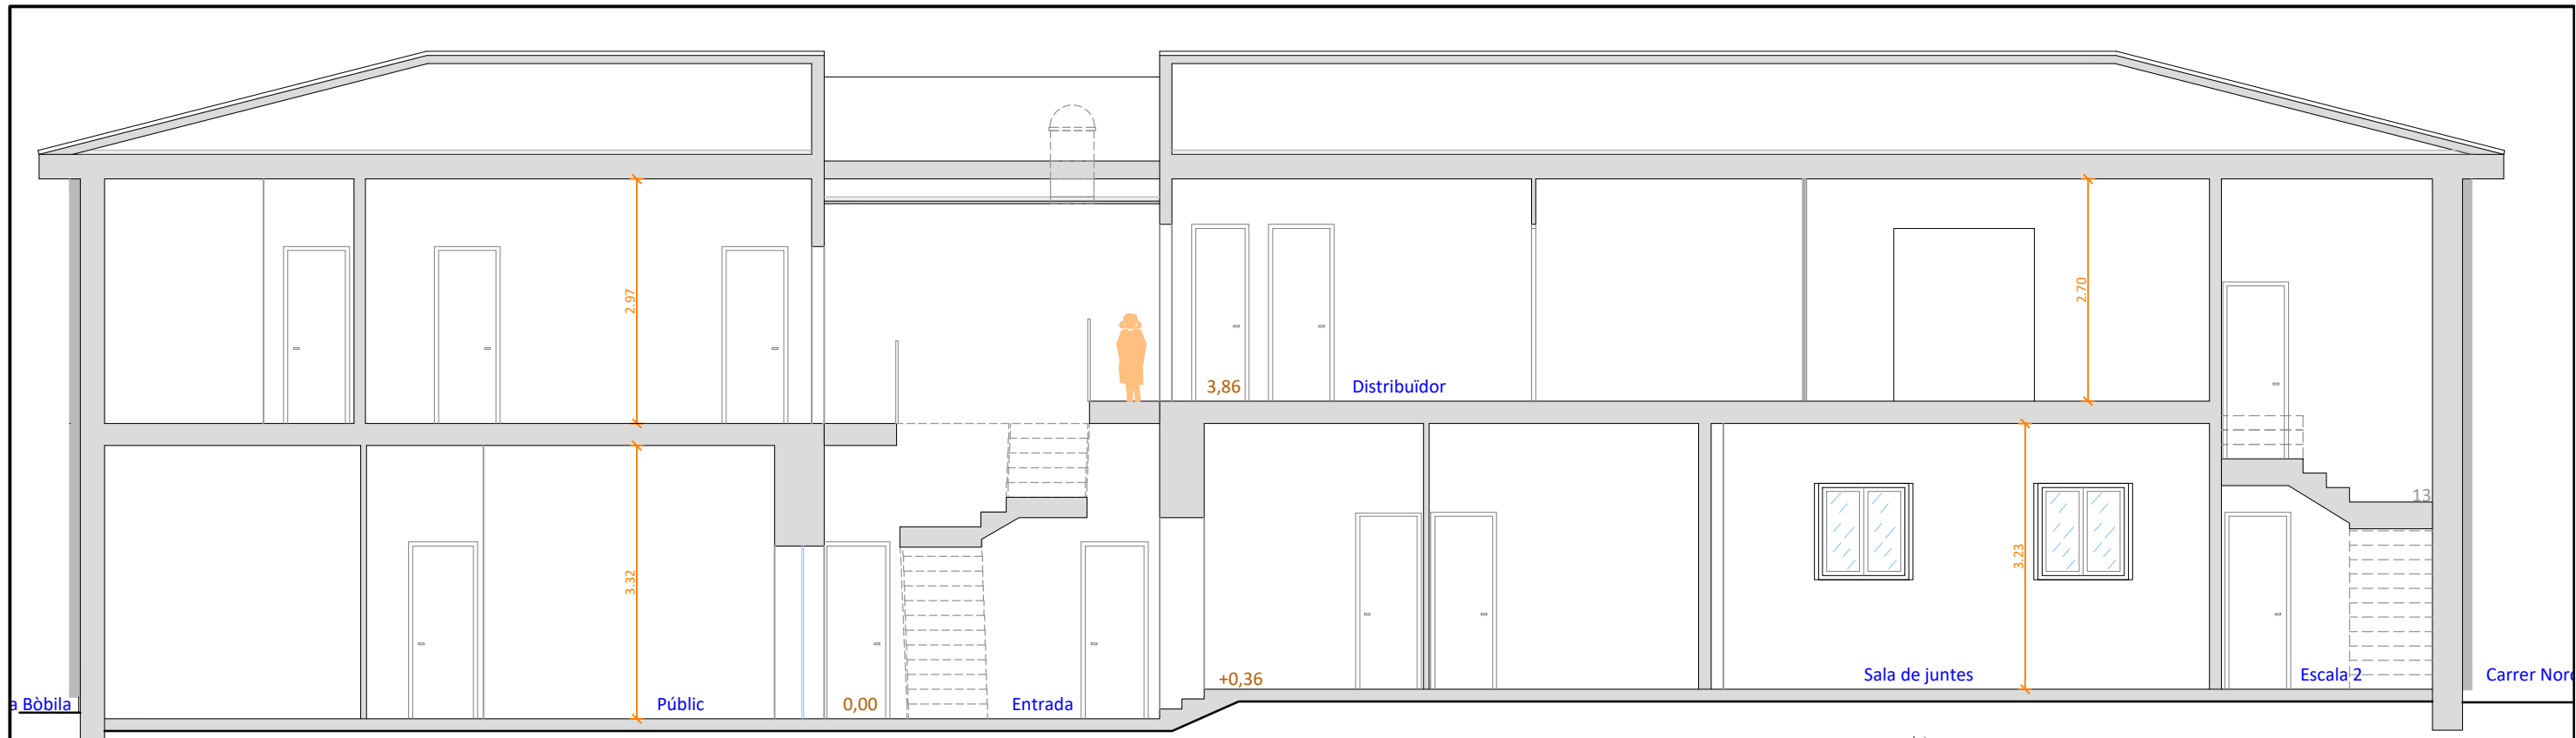 2.97
2.70
3,86
Distribuïdor
13
3.32
3.23
+0,36
Sala de juntes
Escala 2
Carrer Nord
a Bòbila
Públic
0,00
Entrada